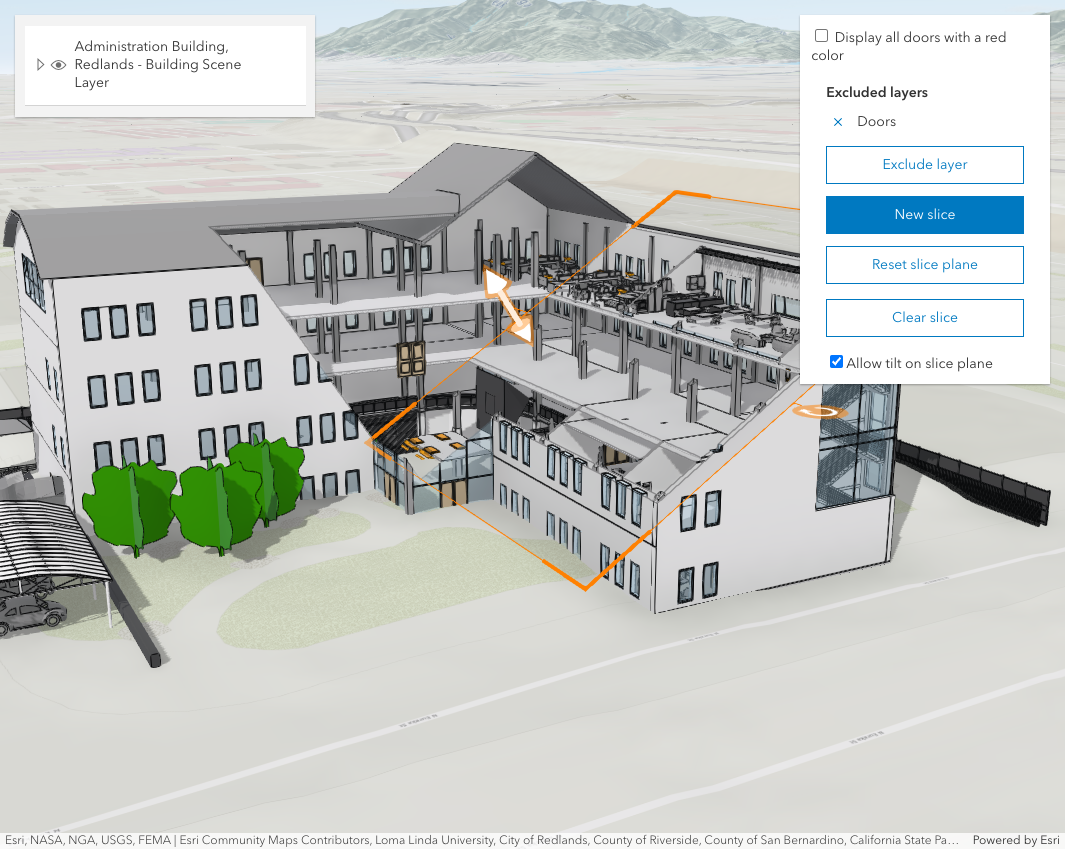 Administration Building,
Redlands - Building Scene
Layer
Display all doors with a red
color
Excluded layers
Doors
Exclude layer
New slice
Reset slice plane
Clear slice
Allow tilt on slice plane
Esri, NASA, NGA, USGS, FEMA | Esri Community Maps Contributors, Loma Linda University, City of Redlands, County of Riverside, County of San Bernardino, California State Pa… Powered by Esri